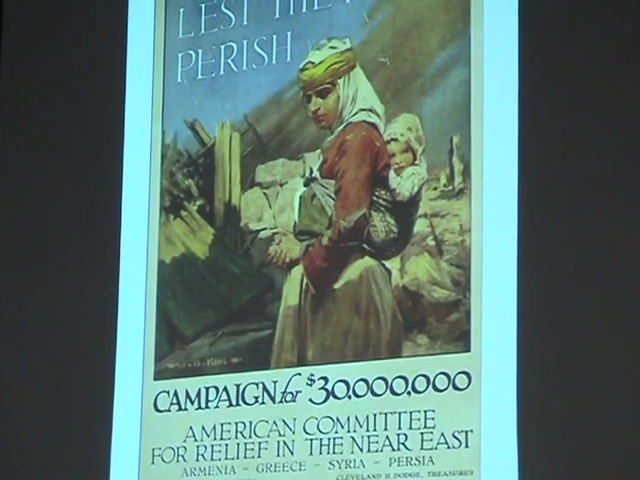 LEST THE
PERISH
CAMPAIGN for $30,000,000
AMERICAN COMMITTEE
FOR RELIEF IN THE NEAR EAST
ARMENIA - GREECE - SYRIA - PERSIA
CLEVELAND H. DODGE, TREASURER